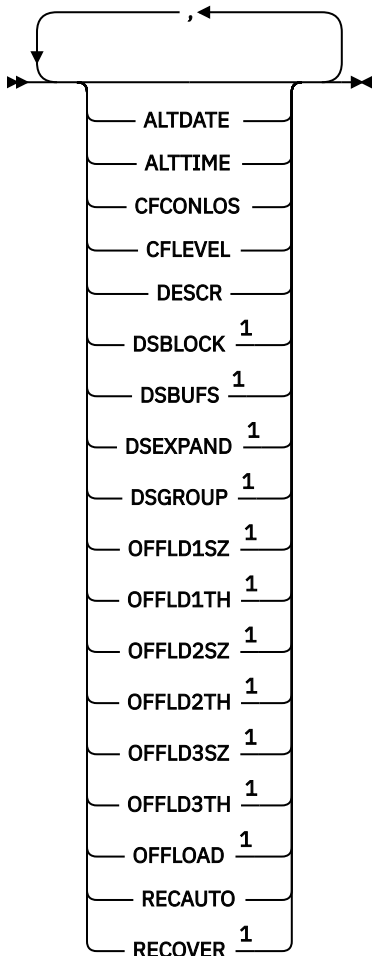 ,
ALTDATE
ALTTIME
CFCONLOS
CFLEVEL
DESCR
DSBLOCK 1
DSBUFS 1
DSEXPAND 1
DSGROUP 1
OFFLD1SZ 1
OFFLD1TH 1
OFFLD2SZ 1
OFFLD2TH 1
OFFLD3SZ 1
OFFLD3TH 1
OFFLOAD 1
RECAUTO
RECOVER 1